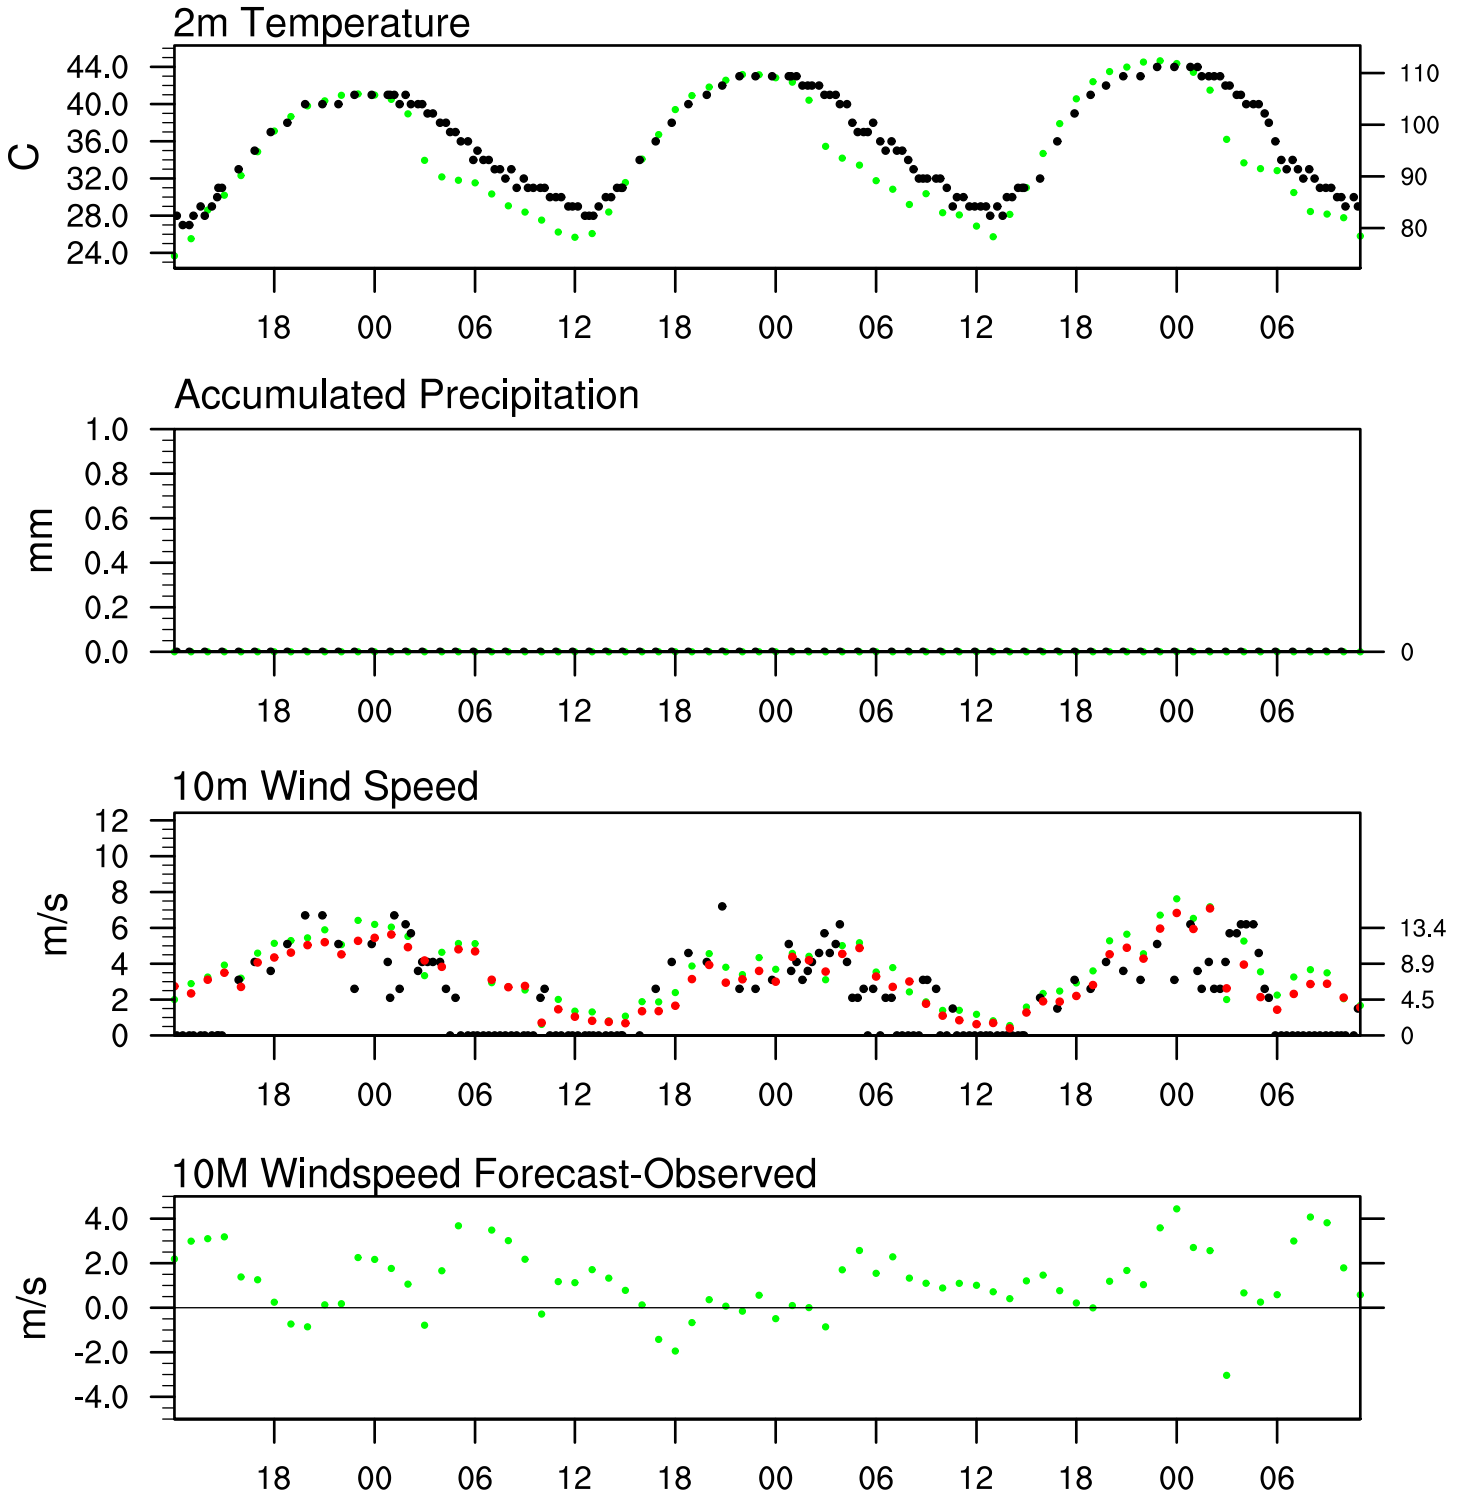 2m Temperature
44.0
40.0
36.0
32.0
28.0
24.0
C
110
100
90
80
18 00 06 12 18 00 06 12 18 00 06
Accumulated Precipitation
1.0
0.8
0.6
0.4
0.2
0.0
mm
0
18 00 06 12 18 00 06 12 18 00 06
10m Wind Speed
12
10
8
6
4
2
0
m/s
13.4
8.9
4.5
0
18 00 06 12 18 00 06 12 18 00 06
10M Windspeed Forecast-Observed
4.0
2.0
0.0
-2.0
-4.0
m/s
18 00 06 12 18 00 06 12 18 00 06